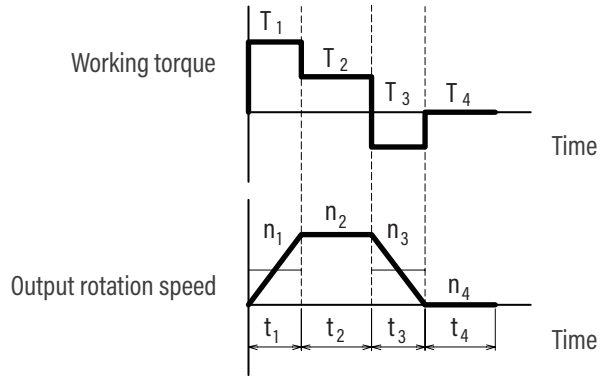 T₁
T₂
Working torque
T₃ T₄
Time
n₁ n₂ n₃
Output rotation speed
n₄
t₁ t₂ t₃ t₄
Time